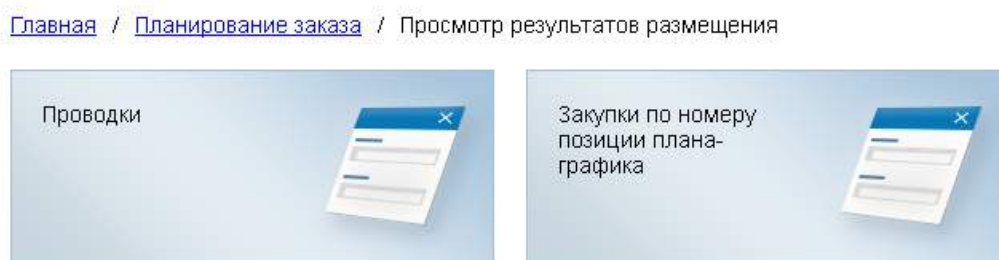 Главная / Планирование заказа / Просмотр результатов размещения
Проводки
Закупки по номеру
позиции плана-
графика